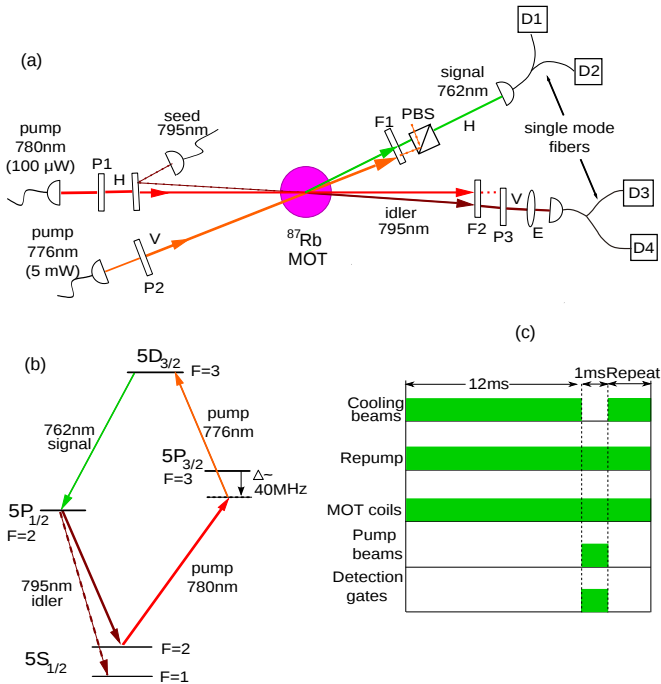 (a)
D1
D2
signal
762nm
PBS
F1
H
single mode
fibers
seed
795nm
pump
780nm
(100 µW)
P1
H
pump
776nm
(5 mW)
V
P2
87Rb
MOT
idler
795nm
F2
P3
V
E
D3
D4
(b)
5D3/2
F=3
762nm
signal
pump
776nm
5P3/2
F=3
Δ~
40MHz
5P1/2
F=2
795nm
idler
pump
780nm
F=2
5S1/2
F=1
(c)
12ms
1ms
Repeat
Cooling
beams
Repump
MOT coils
Pump
beams
Detection
gates